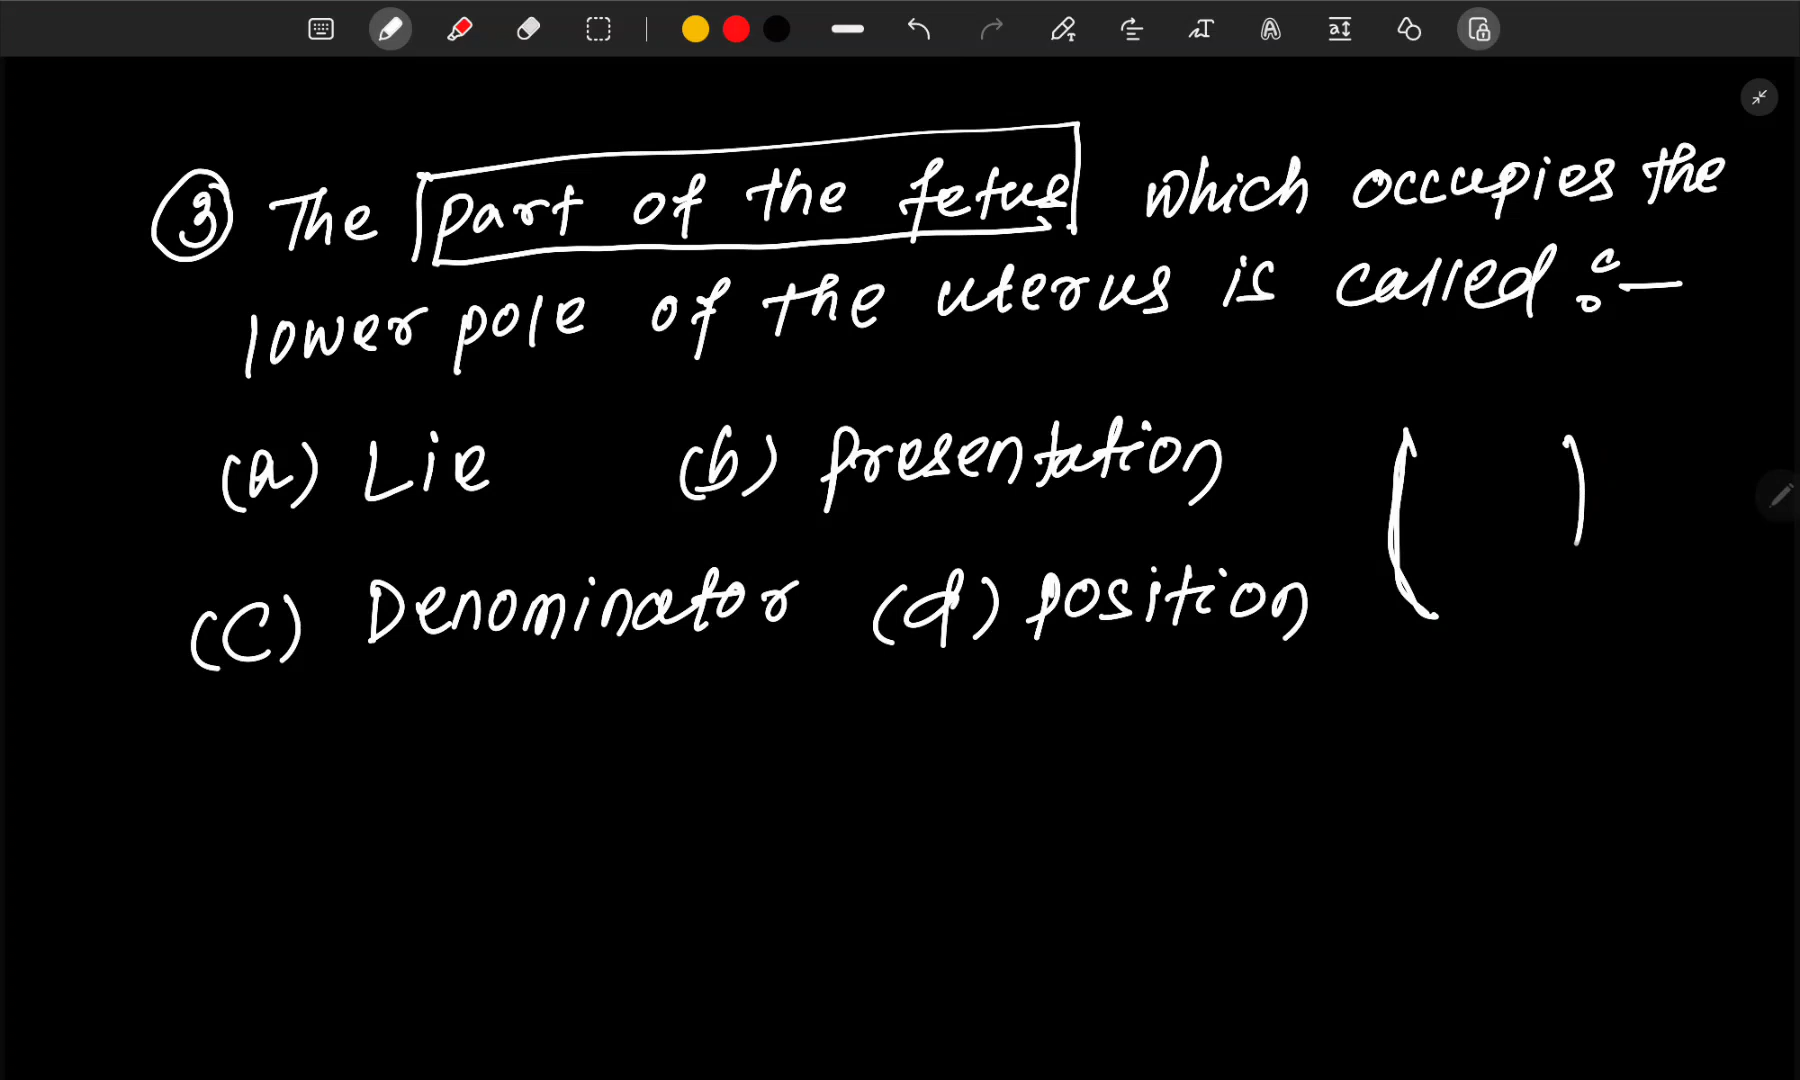 ③ The part of the fetus which occupies the
lower pole of the uterus is called :-
(a) Lie (b) presentation ( )
(C) Denominator (d) position